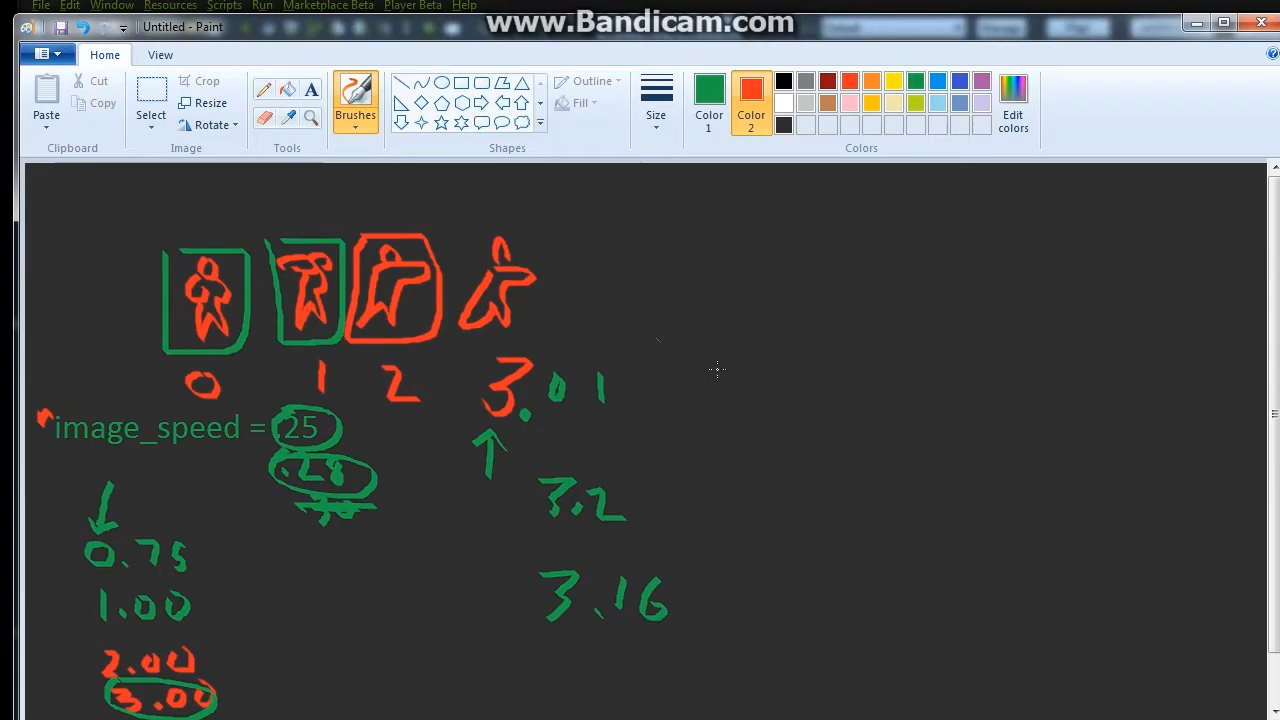 File Edit Window Resources Scripts Run Marketplace Beta Player Beta Help
www.Bandicam.com
Untitled - Paint
Home View
Paste Cut Copy Select Crop Resize Rotate A Brushes Outline Fill Size Color 1 Color 2 Edit colors
Clipboard Image Tools Shapes Colors
0 1 2 3.01
image_speed = .25
.28
3.2
0.75
1.00
3.16
2.00
3.00